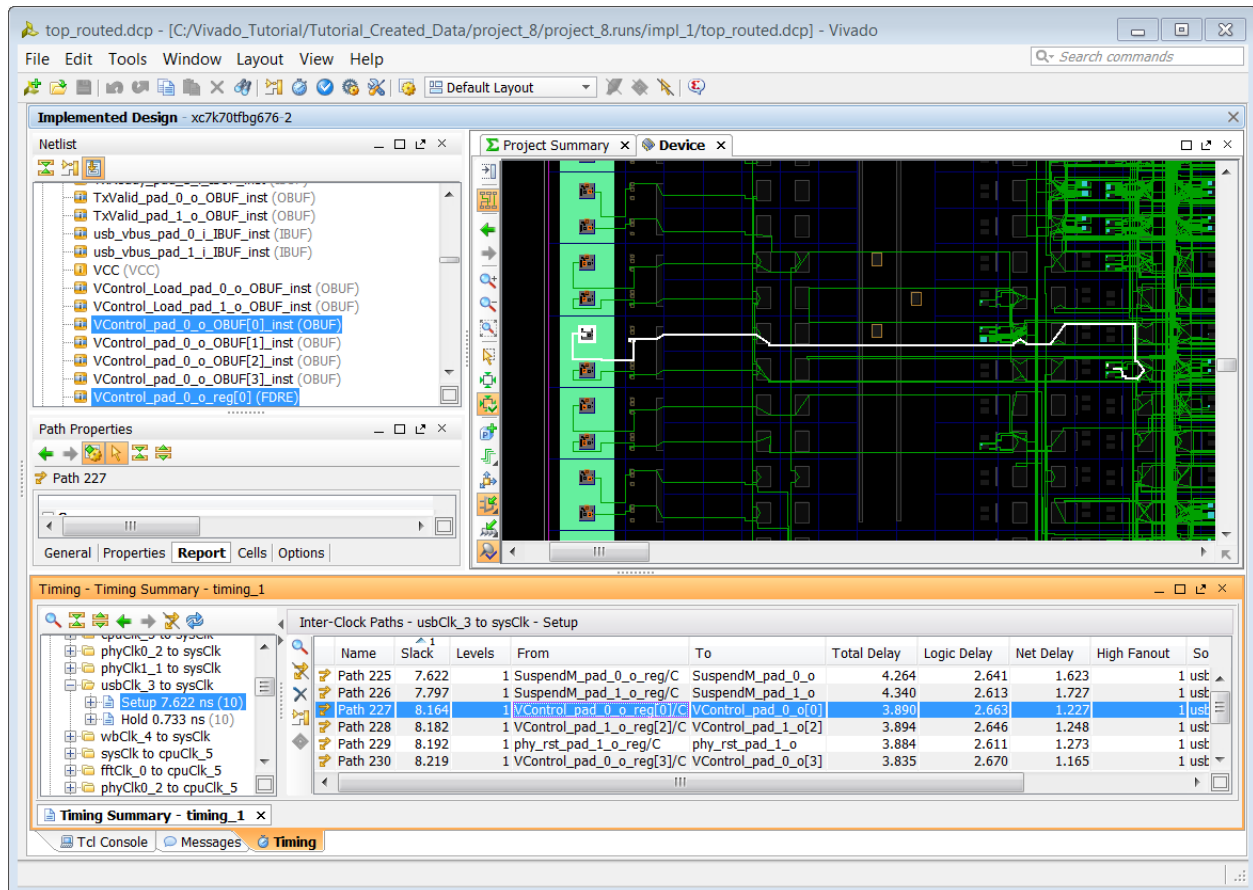 top_routed.dcp - [C:/Vivado_Tutorial/Tutorial_Created_Data/project_8/project_8.runs/impl_1/top_routed.dcp] - Vivado
File Edit Tools Window Layout View Help
Search commands
Default Layout
Implemented Design - xc7k70tfbg676-2
Netlist
TxValid_pad_0_o_OBUF_inst (OBUF)
TxValid_pad_1_o_OBUF_inst (OBUF)
usb_vbus_pad_0_i_IBUF_inst (IBUF)
usb_vbus_pad_1_i_IBUF_inst (IBUF)
VCC (VCC)
VControl_Load_pad_0_o_OBUF_inst (OBUF)
VControl_Load_pad_1_o_OBUF_inst (OBUF)
VControl_pad_0_o_OBUF[0]_inst (OBUF)
VControl_pad_0_o_OBUF[1]_inst (OBUF)
VControl_pad_0_o_OBUF[2]_inst (OBUF)
VControl_pad_0_o_OBUF[3]_inst (OBUF)
VControl_pad_0_o_reg[0] (FDRE)
Path Properties
Path 227
General Properties Report Cells Options
Project Summary Device
Timing - Timing Summary - timing_1
cpuClk_5 to sysClk
phyClk0_2 to sysClk
phyClk1_1 to sysClk
usbClk_3 to sysClk
Setup 7.622 ns (10)
Hold 0.733 ns (10)
wbClk_4 to sysClk
sysClk to cpuClk_5
fftClk_0 to cpuClk_5
phyClk0_2 to cpuClk_5
Inter-Clock Paths - usbClk_3 to sysClk - Setup
Name Slack 1 Levels From To Total Delay Logic Delay Net Delay High Fanout So
Path 225 7.622 1 SuspendM_pad_0_o_reg/C SuspendM_pad_0_o 4.264 2.641 1.623 1 usb
Path 226 7.797 1 SuspendM_pad_1_o_reg/C SuspendM_pad_1_o 4.340 2.613 1.727 1 usb
Path 227 8.164 1 VControl_pad_0_o_reg[0]/C VControl_pad_0_o[0] 3.890 2.663 1.227 1 usb
Path 228 8.182 1 VControl_pad_1_o_reg[2]/C VControl_pad_1_o[2] 3.894 2.646 1.248 1 usb
Path 229 8.192 1 phy_rst_pad_1_o_reg/C phy_rst_pad_1_o 3.884 2.611 1.273 1 usb
Path 230 8.219 1 VControl_pad_0_o_reg[3]/C VControl_pad_0_o[3] 3.835 2.670 1.165 1 usb
Timing Summary - timing_1
Tcl Console Messages Timing